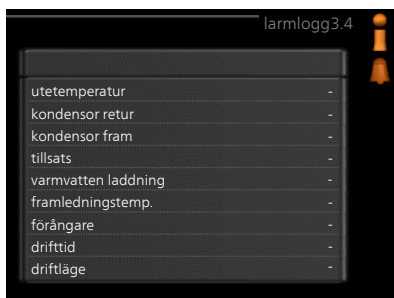 larmlogg3.4
utetemperatur -
kondensor retur -
kondensor fram -
tillsats -
varmvatten laddning -
framledningstemp. -
förångare -
drifttid -
driftläge -